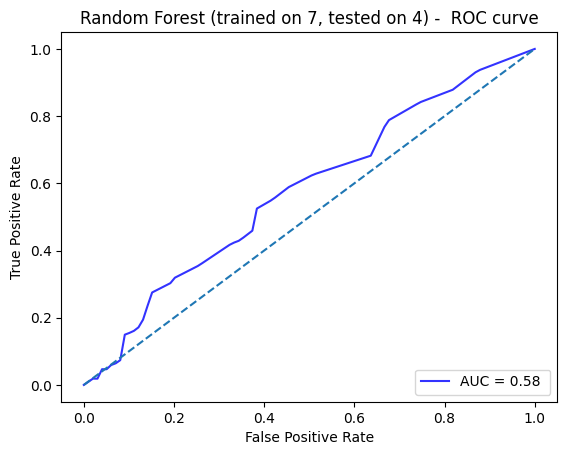 Random Forest (trained on 7, tested on 4) -  ROC curve
True Positive Rate
1.0
0.8
0.6
0.4
0.2
0.0
AUC = 0.58
0.0 0.2 0.4 0.6 0.8 1.0
False Positive Rate